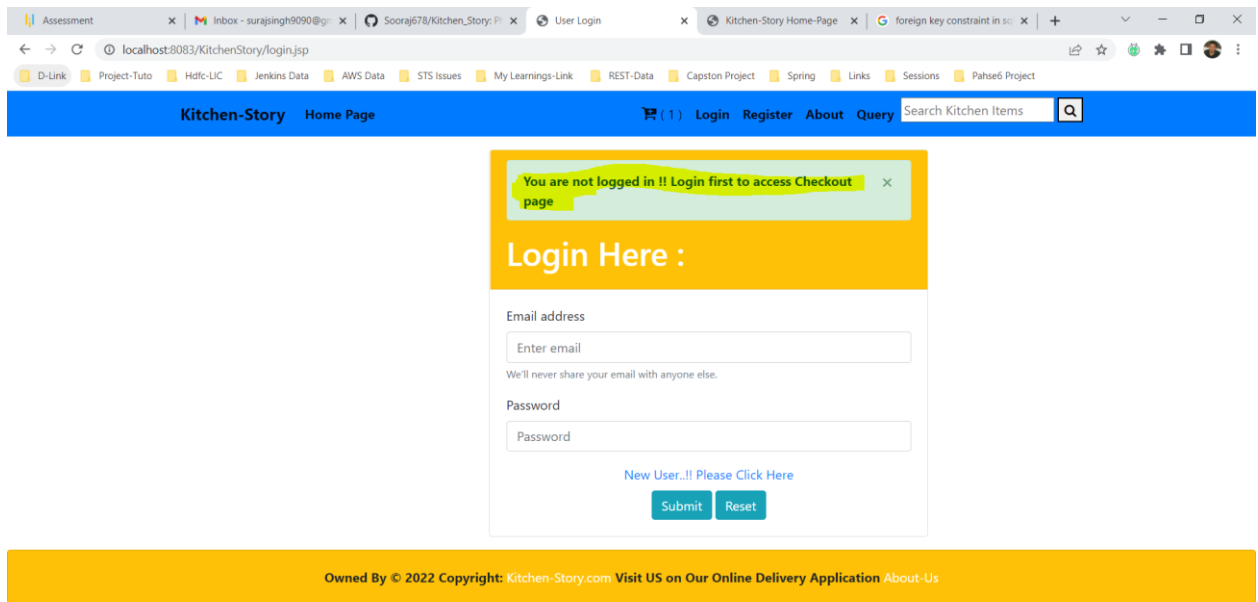 Assessment
Inbox - surajsingh9090@gm
Sooraj678/Kitchen_Story: Ph
User Login
Kitchen-Story Home-Page
foreign key constraint in sq
localhost:8083/KitchenStory/login.jsp
D-Link Project-Tuto Hdfc-LIC Jenkins Data AWS Data STS Issues My Learnings-Link REST-Data Capston Project Spring Links Sessions Pahse6 Project
Kitchen-Story Home Page ( 1 ) Login Register About Query Search Kitchen Items
You are not logged in !! Login first to access Checkout
page
×
Login Here :
Email address
Enter email
We'll never share your email with anyone else.
Password
Password
New User..!! Please Click Here
Submit Reset
Owned By © 2022 Copyright: Kitchen-Story.com Visit US on Our Online Delivery Application About-Us